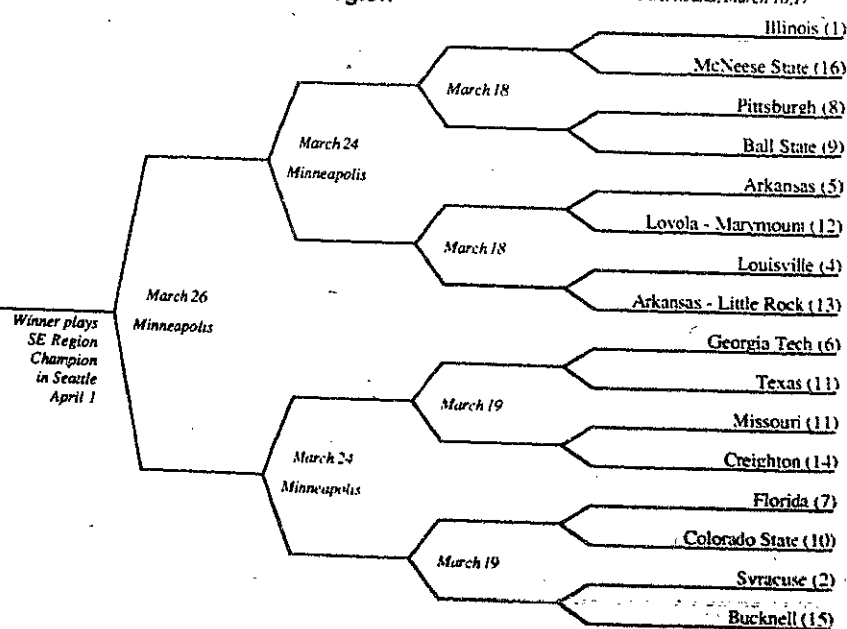 March 18
March 24
Minneapolis
March 18
March 26
Minneapolis
Winner plays
SE Region
Champion
in Seattle
April 1
March 19
March 24
Minneapolis
March 19
Illinois (1)
McNeese State (16)
Pittsburgh (8)
Ball State (9)
Arkansas (5)
Loyola - Marymount (12)
Louisville (4)
Arkansas - Little Rock (13)
Georgia Tech (6)
Texas (11)
Missouri (11)
Creighton (14)
Florida (7)
Colorado State (10)
Syracuse (2)
Bucknell (15)